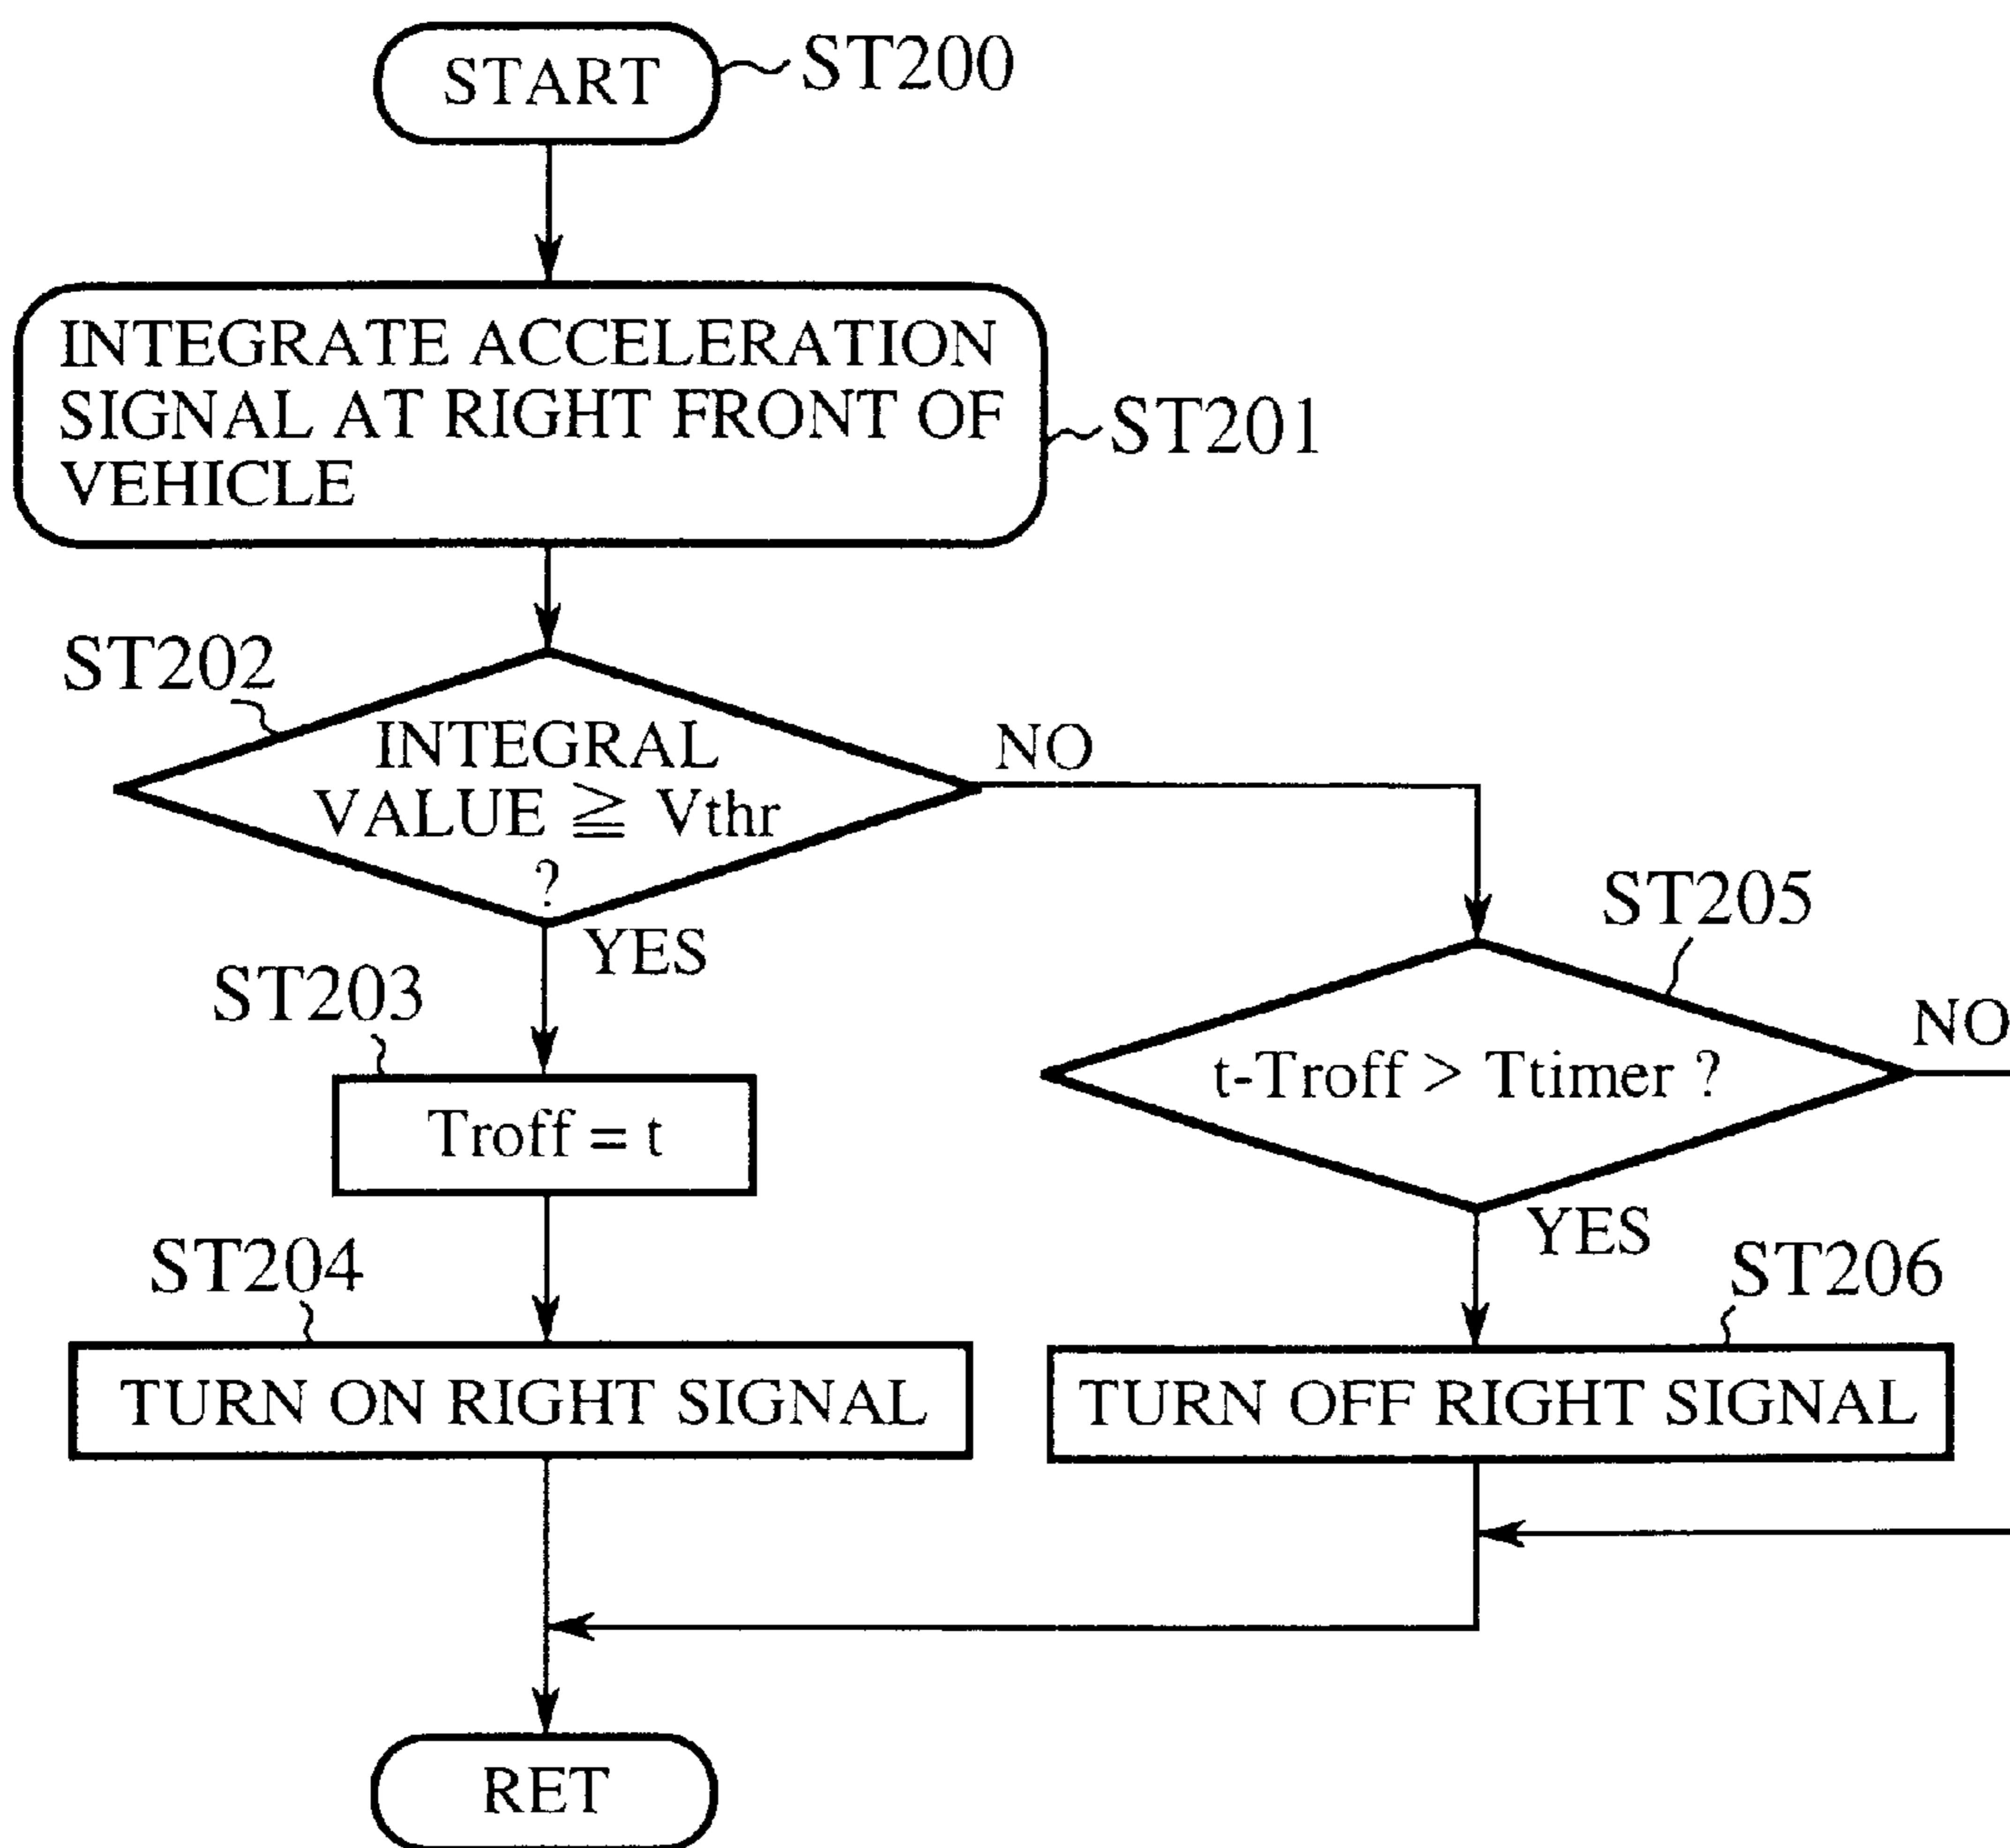 START
ST200
INTEGRATE ACCELERATION
SIGNAL AT RIGHT FRONT OF
VEHICLE
ST201
ST202
INTEGRAL
VALUE ≧ Vthr
?
NO
YES
ST203
Troff = t
ST205
t-Troff > Ttimer ?
NO
YES
ST204
TURN ON RIGHT SIGNAL
ST206
TURN OFF RIGHT SIGNAL
RET